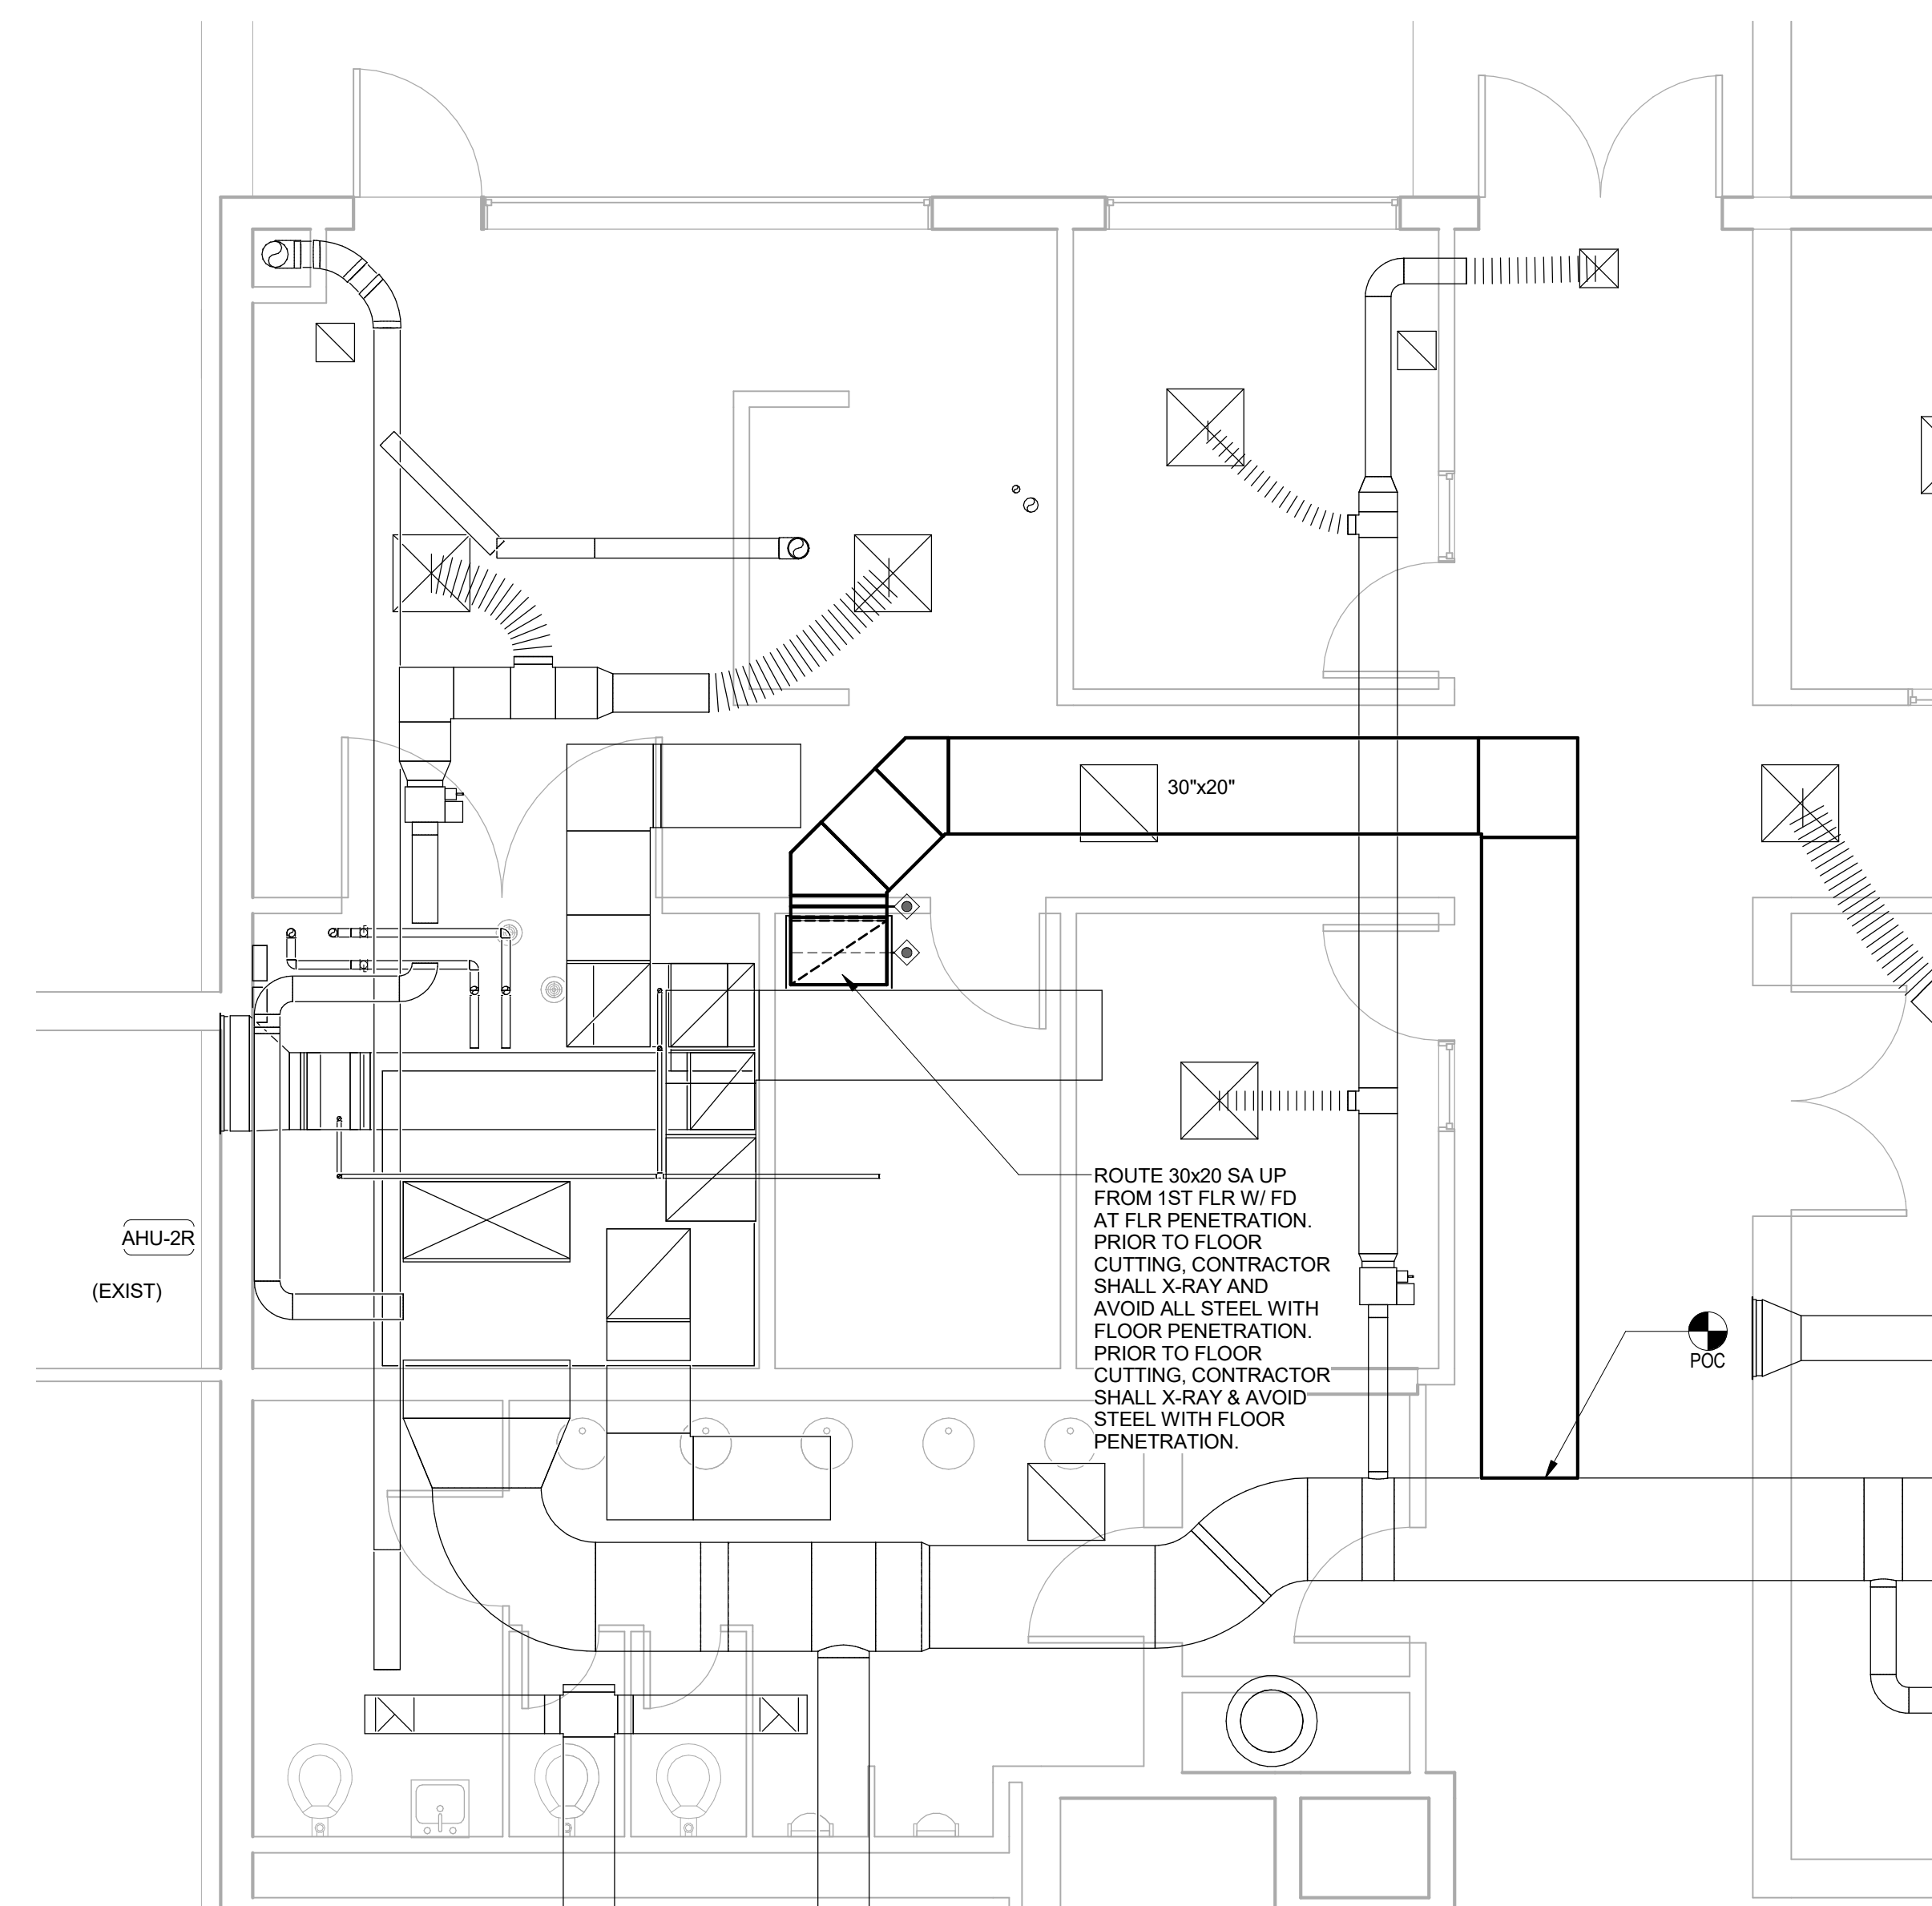 30"x20"
ROUTE 30x20 SA UP
FROM 1ST FLR W/ FD
AT FLR PENETRATION.
PRIOR TO FLOOR
CUTTING, CONTRACTOR
SHALL X-RAY AND
AVOID ALL STEEL WITH
FLOOR PENETRATION.
PRIOR TO FLOOR
CUTTING, CONTRACTOR
SHALL X-RAY & AVOID
STEEL WITH FLOOR
PENETRATION.
AHU-2R
(EXIST)
POC